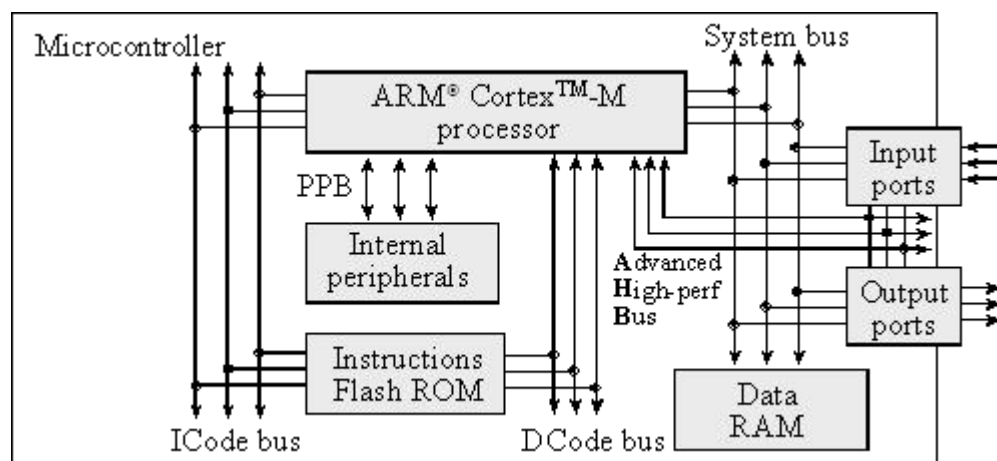 Microcontroller
System bus
ARM® Cortex™-M
processor
Input
ports
PPB
Internal
peripherals
Advanced
High-perf
Bus
Output
ports
Instructions
Flash ROM
Data
RAM
ICode bus
DCode bus